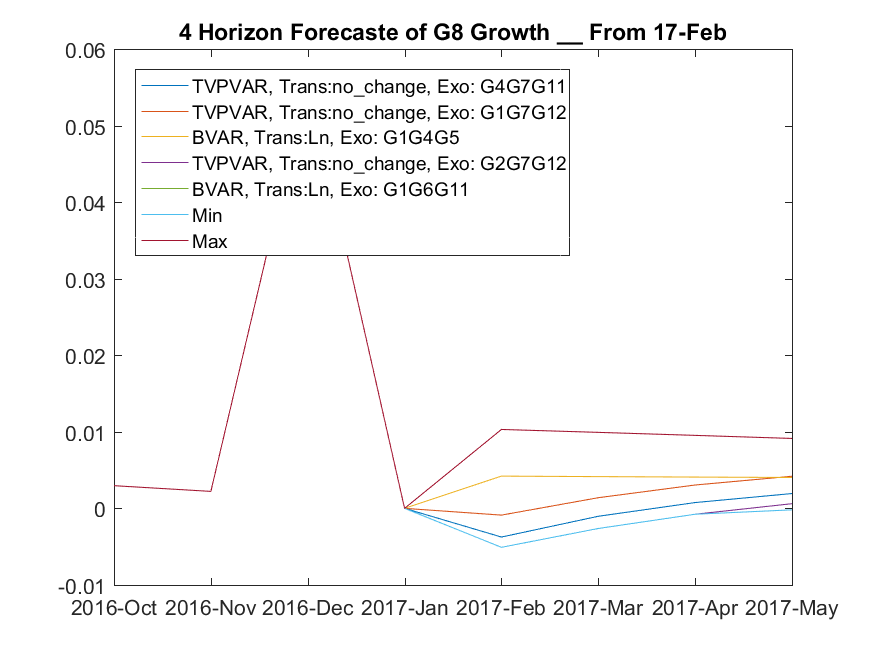 4 Horizon Forecaste of G8 Growth __ From 17-Feb
0.06
0.05
0.04
0.03
0.02
0.01
0
-0.01
TVPVAR, Trans:no_change, Exo: G4G7G11
TVPVAR, Trans:no_change, Exo: G1G7G12
BVAR, Trans:Ln, Exo: G1G4G5
TVPVAR, Trans:no_change, Exo: G2G7G12
BVAR, Trans:Ln, Exo: G1G6G11
Min
Max
2016-Oct 2016-Nov 2016-Dec 2017-Jan 2017-Feb 2017-Mar 2017-Apr 2017-May